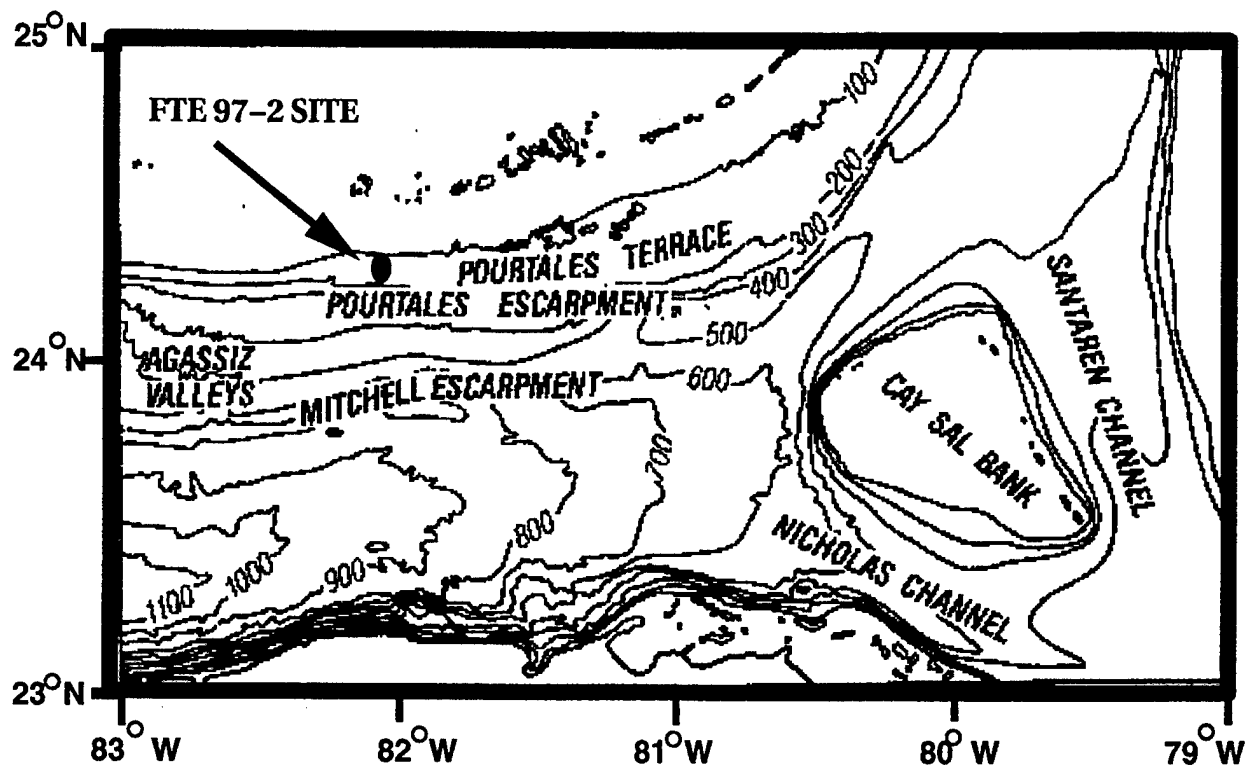 25°N
FTE 97-2 SITE
100
200
300
POURTALES TERRACE
400
POURTALES ESCARPMENT
500
24°N
AGASSIZ
VALLEYS
600
MITCHELL ESCARPMENT
SANTAREN CHANNEL
CAY SAL BANK
700
800
NICHOLAS CHANNEL
900
1000
1100
23°N
83°W
82°W
81°W
80°W
79°W